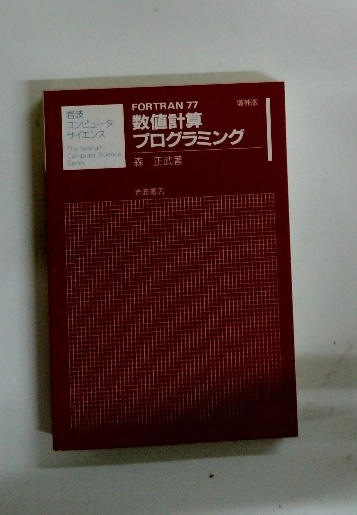 岩波
コンピュータ
サイエンス
The Iwanami
Computer Science
Series
FORTRAN 77
増補版
数値計算
プログラミング
森 正武著
岩波書店